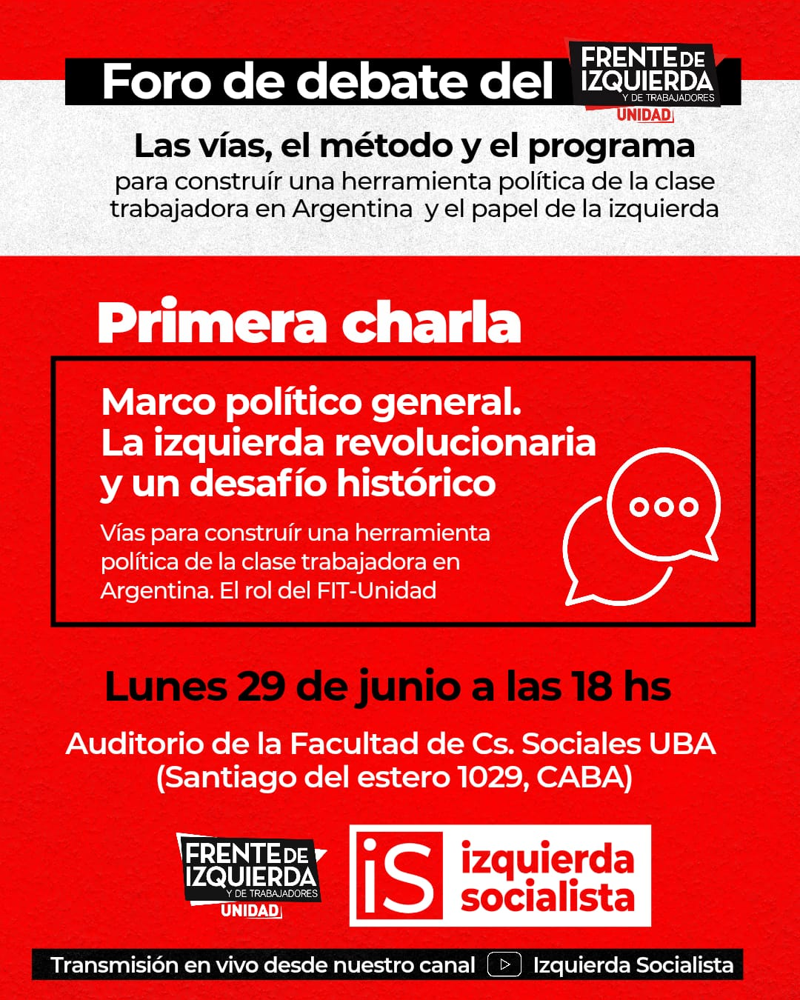 Foro de debate del
FRENTE DE
IZQUIERDA
Y DE TRABAJADORES
UNIDAD
Las vías, el método y el programa
para construír una herramienta política de la clase
trabajadora en Argentina y el papel de la izquierda
Primera charla
Marco político general.
La izquierda revolucionaria
y un desafío histórico
Vías para construír una herramienta
política de la clase trabajadora en
Argentina. El rol del FIT-Unidad
Lunes 29 de junio a las 18 hs
Auditorio de la Facultad de Cs. Sociales UBA
(Santiago del estero 1029, CABA)
FRENTE DE
IZQUIERDA
Y DE TRABAJADORES
UNIDAD
iS
izquierda
socialista
Transmisión en vivo desde nuestro canal Izquierda Socialista